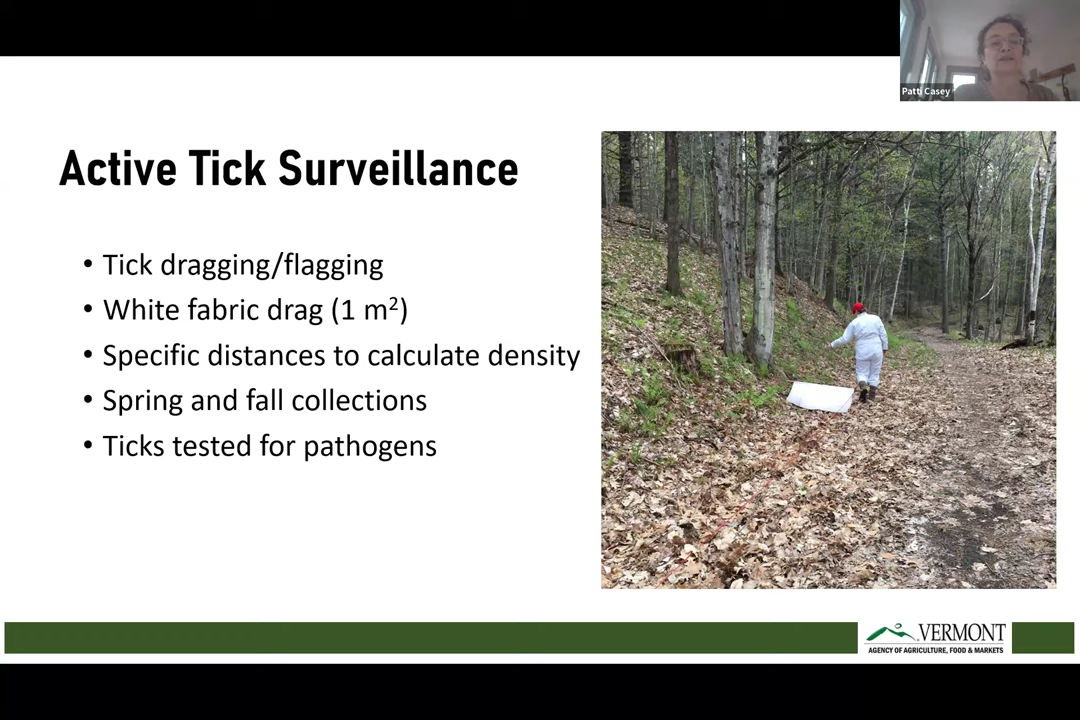 Patti Casey
Active Tick Surveillance
• Tick dragging/flagging
• White fabric drag (1 m²)
• Specific distances to calculate density
• Spring and fall collections
• Ticks tested for pathogens
VERMONT
AGENCY OF AGRICULTURE, FOOD & MARKETS